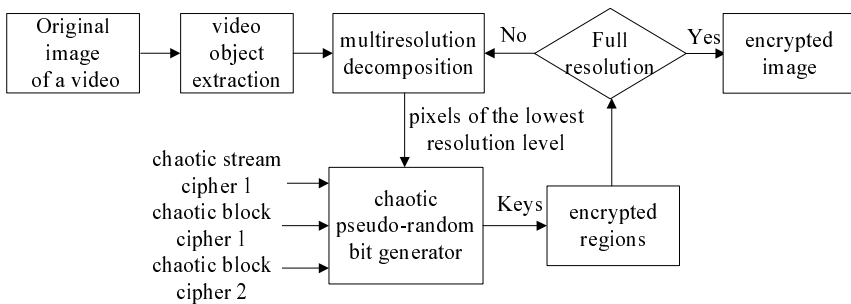 Original
image
of a video
video
object
extraction
multiresolution
decomposition
No
Full
resolution
Yes
encrypted
image
pixels of the lowest
resolution level
chaotic stream
cipher 1
chaotic block
cipher 1
chaotic block
cipher 2
chaotic
pseudo-random
bit generator
Keys
encrypted
regions